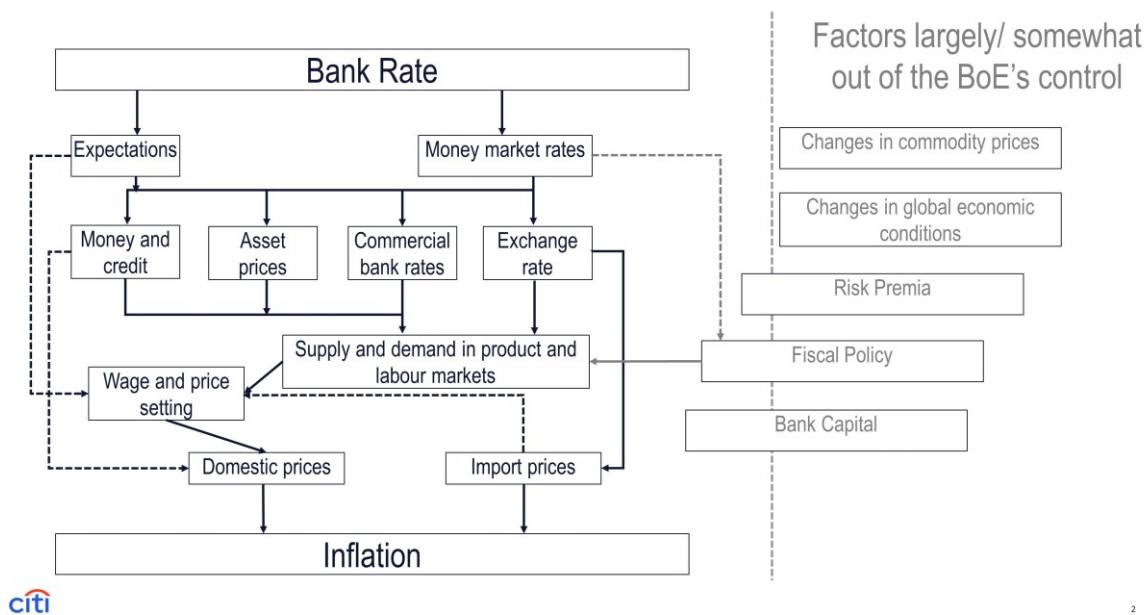 Factors largely/ somewhat
out of the BoE's control
Bank Rate
Expectations
Money market rates
Changes in commodity prices
Changes in global economic
conditions
Money and
credit
Asset
prices
Commercial
bank rates
Exchange
rate
Risk Premia
Supply and demand in product and
labour markets
Fiscal Policy
Wage and price
setting
Bank Capital
Domestic prices
Import prices
Inflation
citi
2